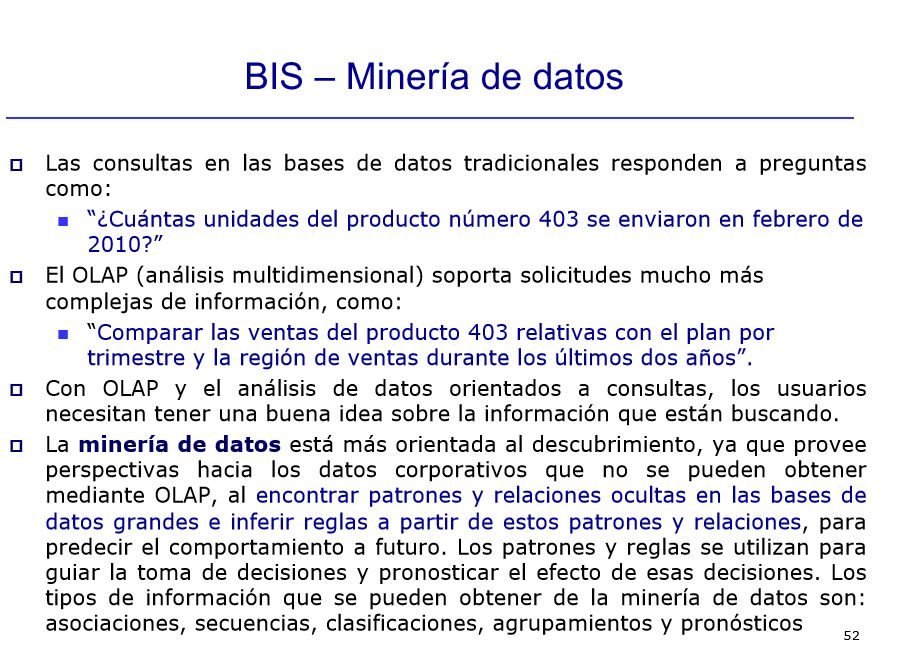 BIS – Minería de datos
Las consultas en las bases de datos tradicionales responden a preguntas
como:
“¿Cuántas unidades del producto número 403 se enviaron en febrero de
2010?”
El OLAP (análisis multidimensional) soporta solicitudes mucho más
complejas de información, como:
“Comparar las ventas del producto 403 relativas con el plan por
trimestre y la región de ventas durante los últimos dos años”.
Con OLAP y el análisis de datos orientados a consultas, los usuarios
necesitan tener una buena idea sobre la información que están buscando.
La minería de datos está más orientada al descubrimiento, ya que provee
perspectivas hacia los datos corporativos que no se pueden obtener
mediante OLAP, al encontrar patrones y relaciones ocultas en las bases de
datos grandes e inferir reglas a partir de estos patrones y relaciones, para
predecir el comportamiento a futuro. Los patrones y reglas se utilizan para
guiar la toma de decisiones y pronosticar el efecto de esas decisiones. Los
tipos de información que se pueden obtener de la minería de datos son:
asociaciones, secuencias, clasificaciones, agrupamientos y pronósticos
52